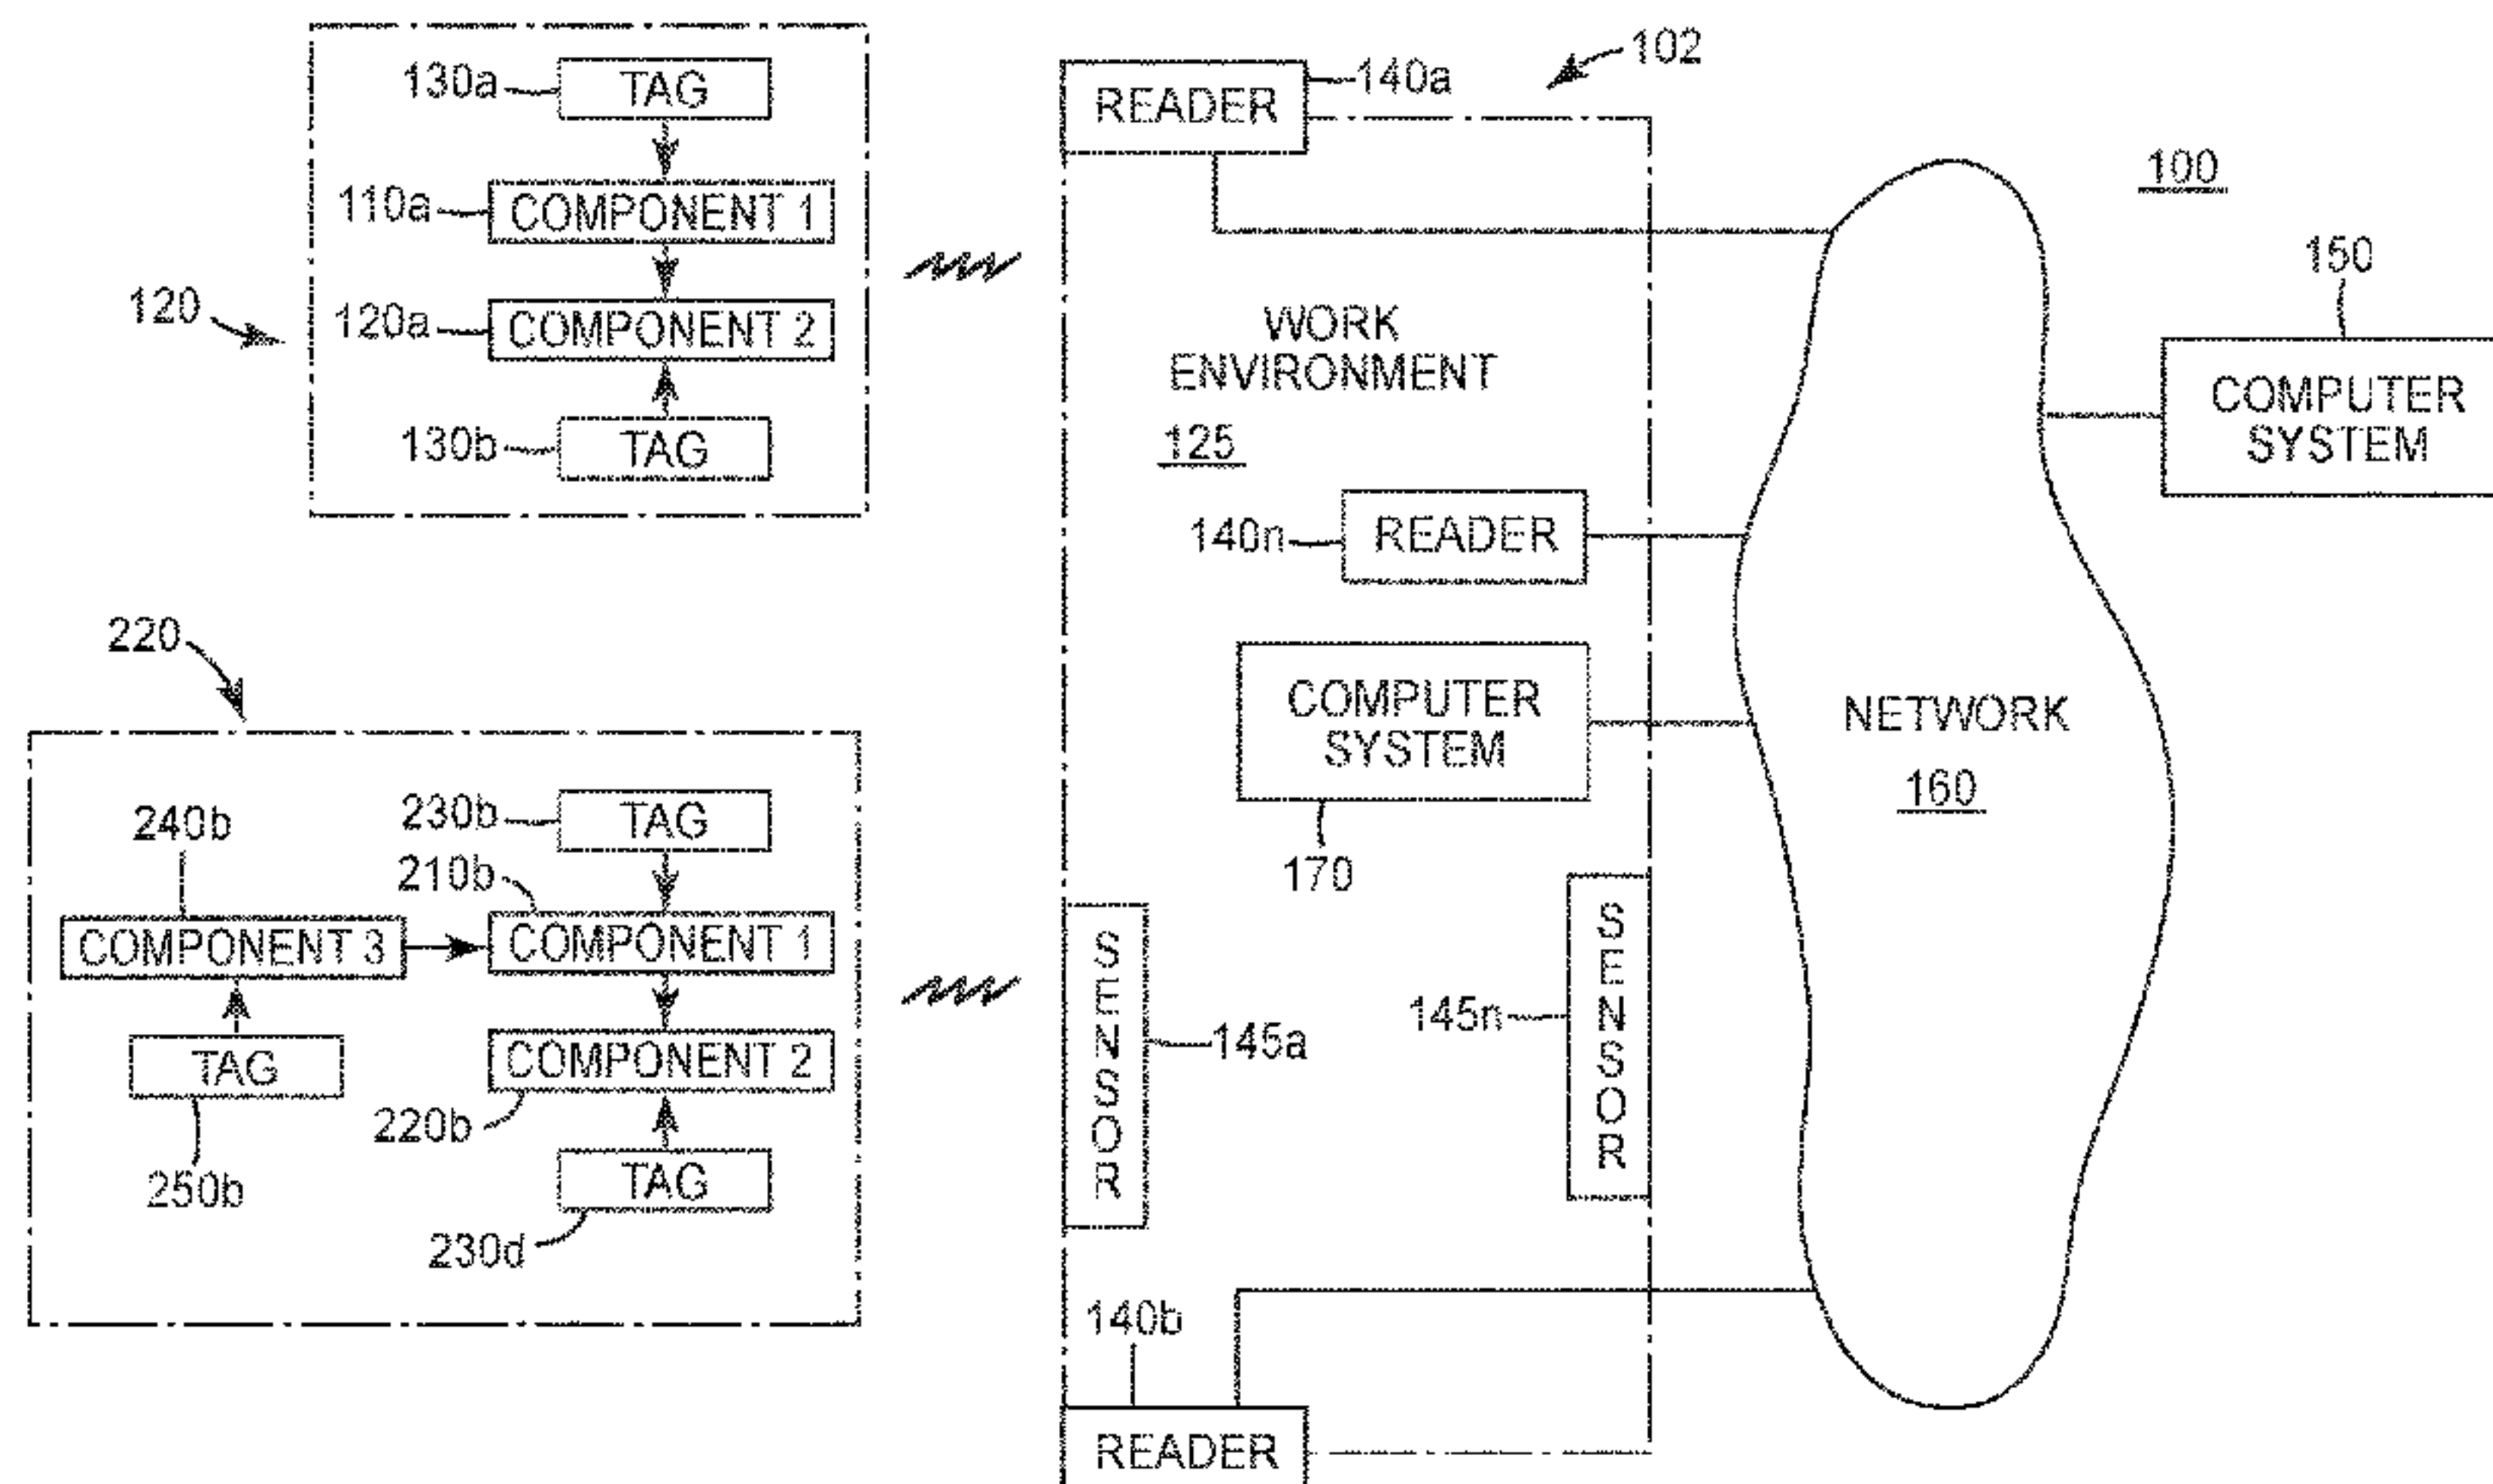 130a
TAG
110a
COMPONENT 1
120
120a
COMPONENT 2
130b
TAG
220
240b
230b
TAG
210b
COMPONENT 3
COMPONENT 1
TAG
COMPONENT 2
250b
220b
TAG
230d
102
READER
140a
WORK
ENVIRONMENT
125
140n
READER
COMPUTER
SYSTEM
170
SENSOR
145a
145n
SENSOR
140b
READER
100
150
COMPUTER
SYSTEM
NETWORK
160